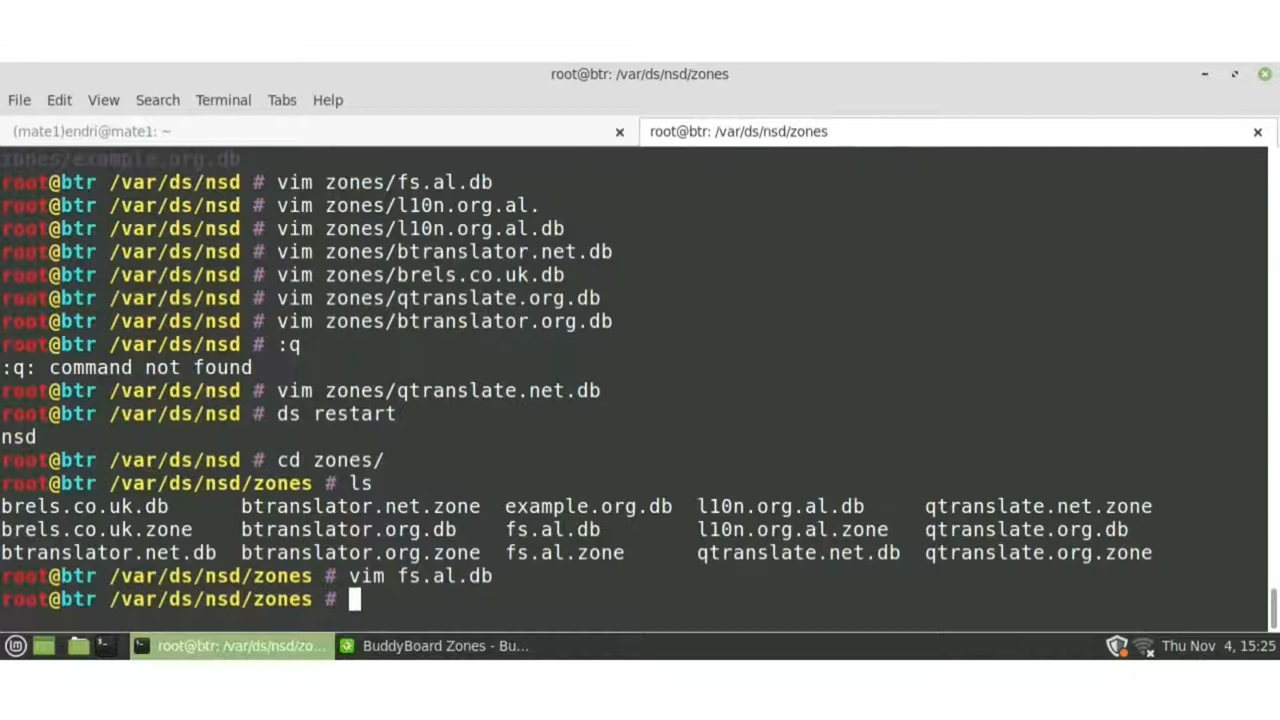 root@btr: /var/ds/nsd/zones
File Edit View Search Terminal Tabs Help
(mate1)endri@mate1: ~
root@btr: /var/ds/nsd/zones
zones/example.org.db
root@btr /var/ds/nsd # vim zones/fs.al.db
root@btr /var/ds/nsd # vim zones/l10n.org.al.
root@btr /var/ds/nsd # vim zones/l10n.org.al.db
root@btr /var/ds/nsd # vim zones/btranslator.net.db
root@btr /var/ds/nsd # vim zones/brels.co.uk.db
root@btr /var/ds/nsd # vim zones/qtranslate.org.db
root@btr /var/ds/nsd # vim zones/btranslator.org.db
root@btr /var/ds/nsd # :q
:q: command not found
root@btr /var/ds/nsd # vim zones/qtranslate.net.db
root@btr /var/ds/nsd # ds restart
nsd
root@btr /var/ds/nsd # cd zones/
root@btr /var/ds/nsd/zones # ls
brels.co.uk.db btranslator.net.zone example.org.db l10n.org.al.db qtranslate.net.zone
brels.co.uk.zone btranslator.org.db fs.al.db l10n.org.al.zone qtranslate.org.db
btranslator.net.db btranslator.org.zone fs.al.zone qtranslate.net.db qtranslate.org.zone
root@btr /var/ds/nsd/zones # vim fs.al.db
root@btr /var/ds/nsd/zones #
root@btr: /var/ds/nsd/zo... BuddyBoard Zones - Bu... Thu Nov 4, 15:25